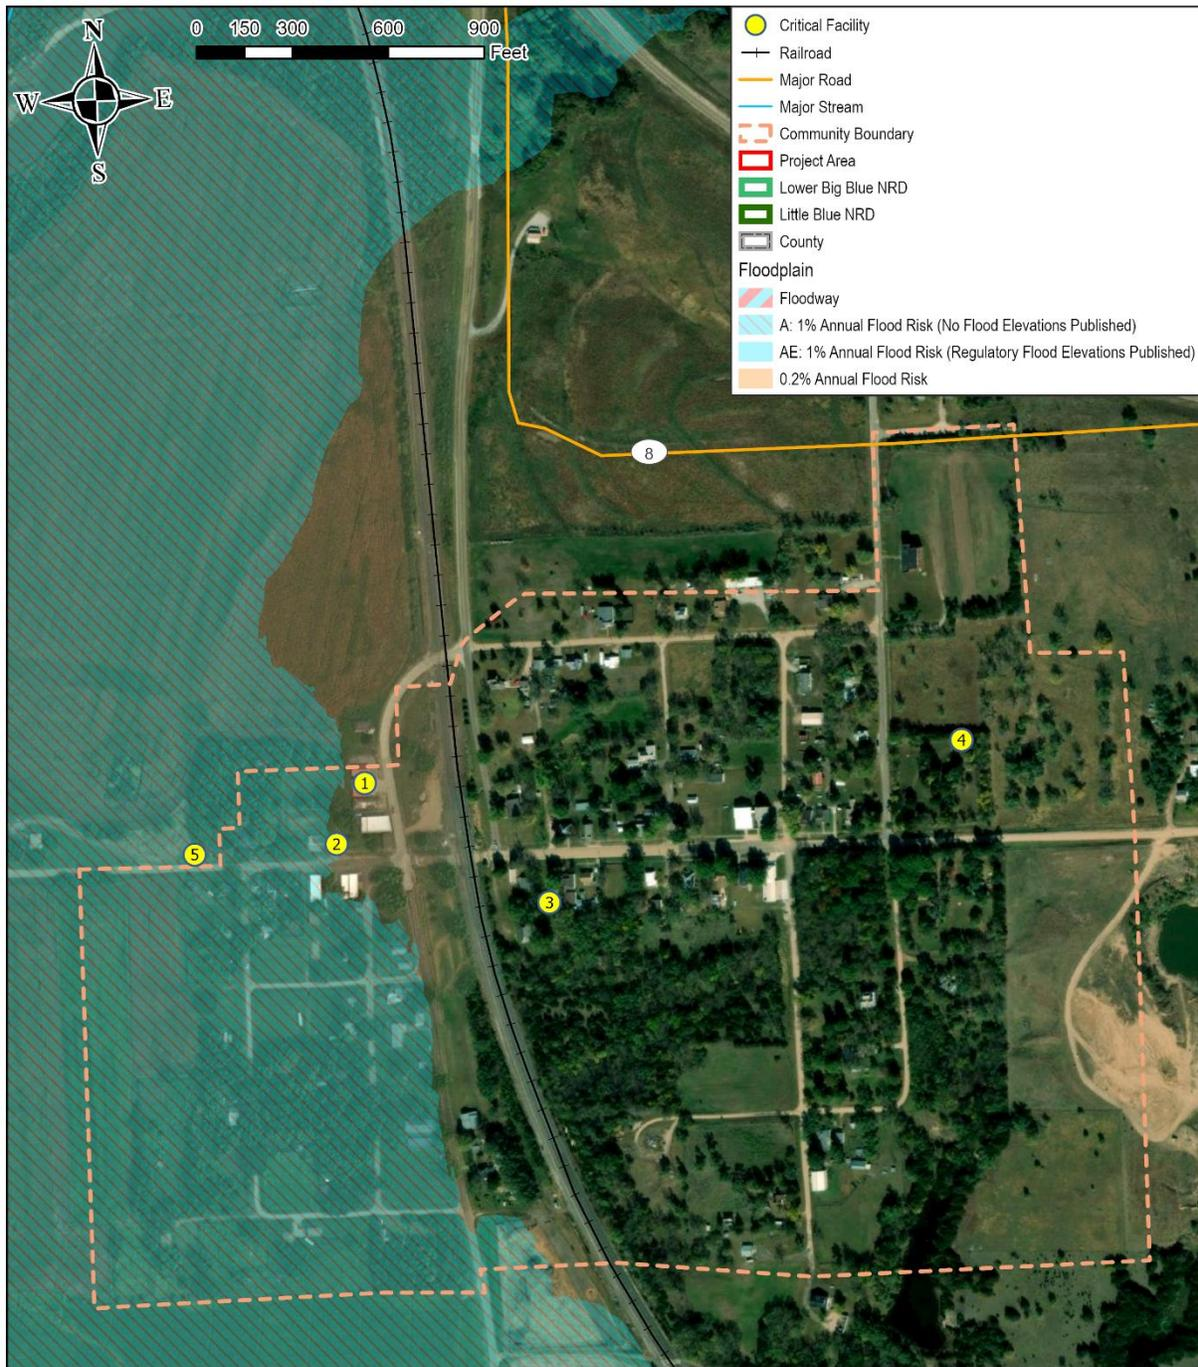 N
W E
S
0 150 300 600 900
Feet
Critical Facility
Railroad
Major Road
Major Stream
Community Boundary
Project Area
Lower Big Blue NRD
Little Blue NRD
County
Floodplain
Floodway
A: 1% Annual Flood Risk (No Flood Elevations Published)
AE: 1% Annual Flood Risk (Regulatory Flood Elevations Published)
0.2% Annual Flood Risk
8
4
1
2
5
3